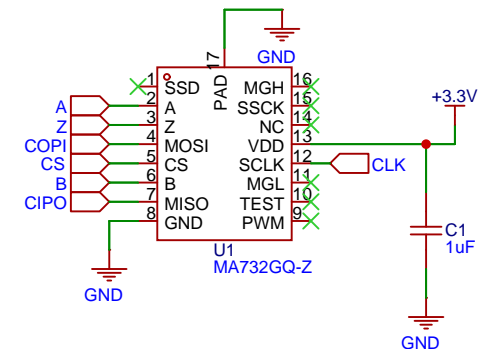 GND
17
PAD
1 SSD MGH 16
A 2 A SSCK 15
Z 3 Z NC 14
COPI 4 MOSI VDD 13
CS 5 CS SCLK 12 CLK
B 6 B MGL 11
CIPO 7 MISO TEST 10
8 GND PWM 9
+3.3V
U1
MA732GQ-Z
C1
1uF
GND
GND